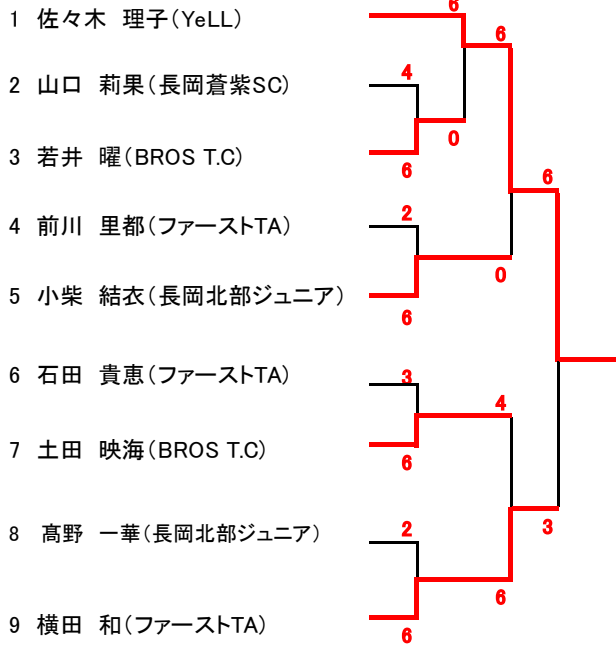 6
1 佐々木 理子(YeLL)
6
2 山口 莉果(長岡蒼紫SC)
4
0
3 若井 曜(BROS T.C)
6
6
4 前川 里都(ファーストTA)
2
0
5 小柴 結衣(長岡北部ジュニア)
6
6 石田 貴恵(ファーストTA)
3
4
7 土田 映海(BROS T.C)
6
8 髙野 一華(長岡北部ジュニア)
2
3
6
9 横田 和(ファーストTA)
6